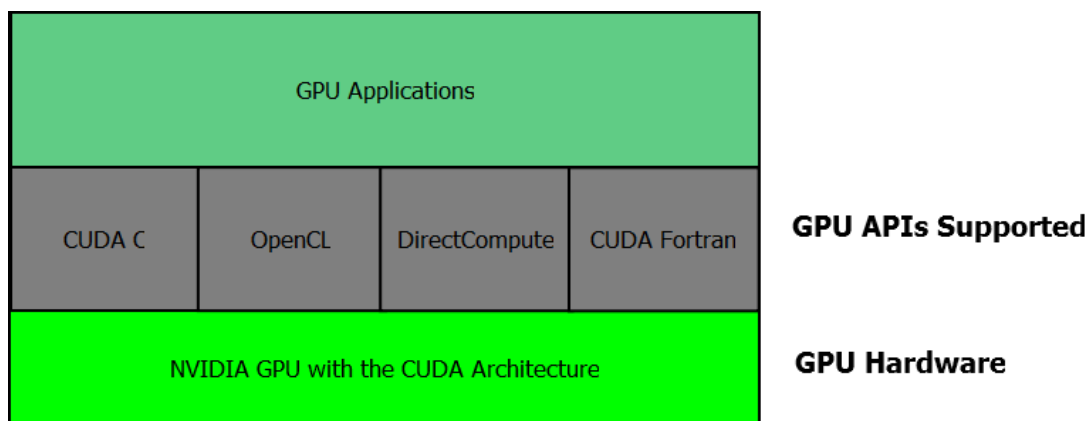 GPU Applications
CUDA C
OpenCL
DirectCompute
CUDA Fortran
GPU APIs Supported
NVIDIA GPU with the CUDA Architecture
GPU Hardware